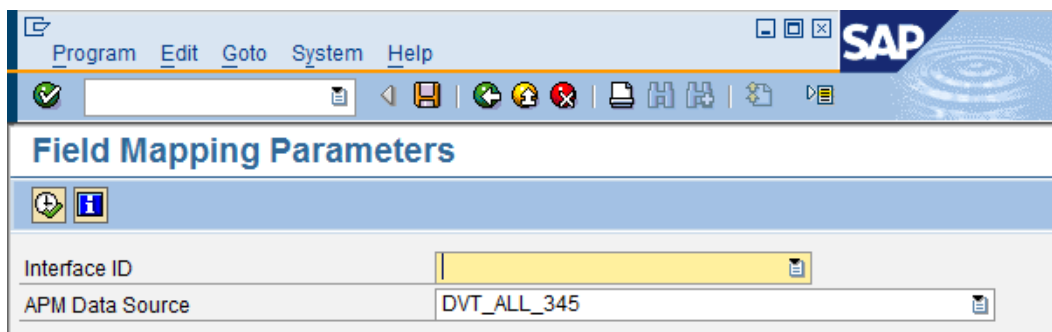 SAP
Program Edit Goto System Help
Field Mapping Parameters
Interface ID
APM Data Source DVT_ALL_345